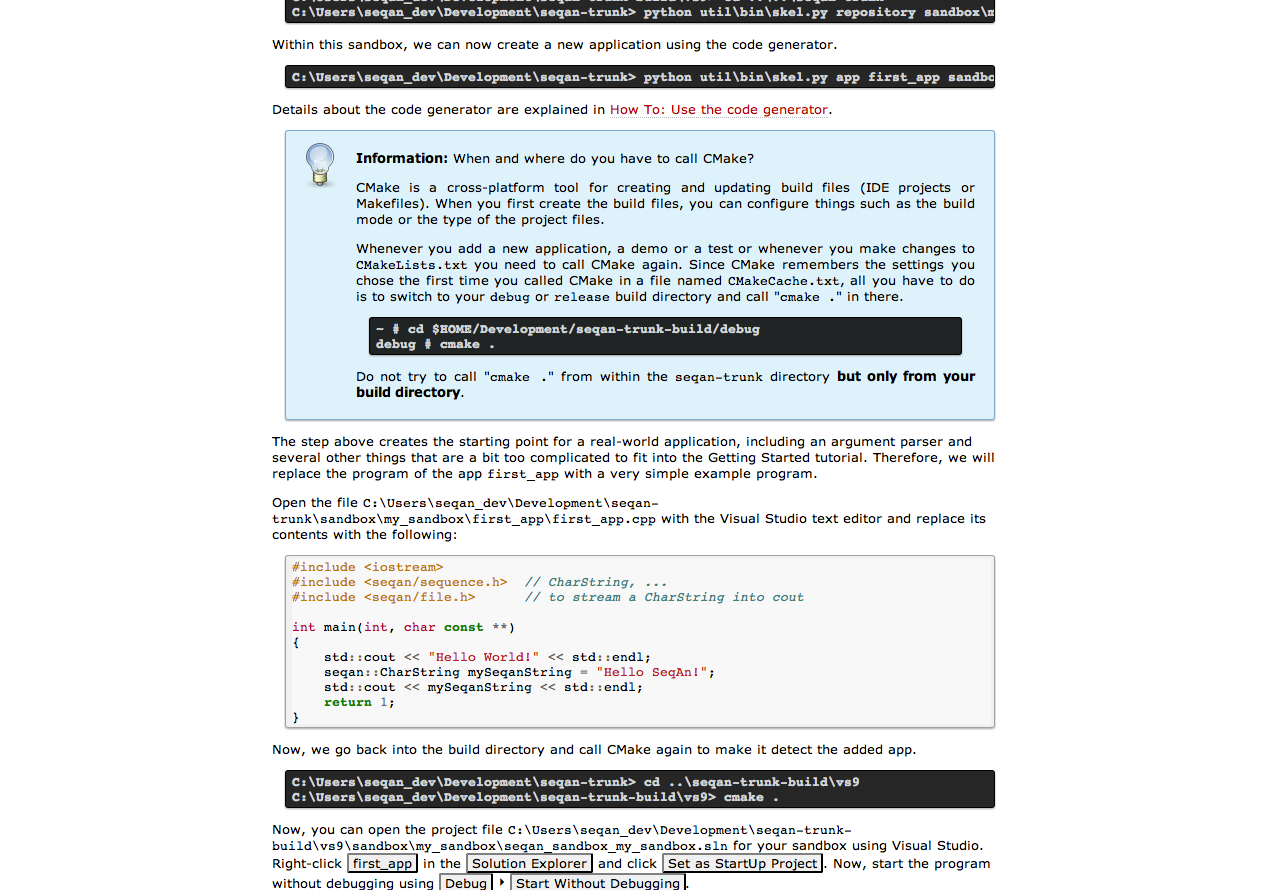 C:\Users\seqan_dev\Development\seqan-trunk> python util\bin\skel.py repository sandbox\m
Within this sandbox, we can now create a new application using the code generator.
C:\Users\seqan_dev\Development\seqan-trunk> python util\bin\skel.py app first_app sandbo
Details about the code generator are explained in How To: Use the code generator.
Information: When and where do you have to call CMake?
CMake is a cross-platform tool for creating and updating build files (IDE projects or
Makefiles). When you first create the build files, you can configure things such as the build
mode or the type of the project files.
Whenever you add a new application, a demo or a test or whenever you make changes to
CMakeLists.txt you need to call CMake again. Since CMake remembers the settings you
chose the first time you called CMake in a file named CMakeCache.txt, all you have to do
is to switch to your debug or release build directory and call "cmake ." in there.
~ # cd $HOME/Development/seqan-trunk-build/debug
debug # cmake .
Do not try to call "cmake ." from within the seqan-trunk directory but only from your
build directory.
The step above creates the starting point for a real-world application, including an argument parser and
several other things that are a bit too complicated to fit into the Getting Started tutorial. Therefore, we will
replace the program of the app first_app with a very simple example program.
Open the file C:\Users\seqan_dev\Development\seqan-
trunk\sandbox\my_sandbox\first_app\first_app.cpp with the Visual Studio text editor and replace its
contents with the following:
#include <iostream>
#include <seqan/sequence.h>  // CharString, ...
#include <seqan/file.h>      // to stream a CharString into cout
int main(int, char const **)
{
    std::cout << "Hello World!" << std::endl;
    seqan::CharString mySeqanString = "Hello SeqAn!";
    std::cout << mySeqanString << std::endl;
    return 1;
}
Now, we go back into the build directory and call CMake again to make it detect the added app.
C:\Users\seqan_dev\Development\seqan-trunk> cd ..\seqan-trunk-build\vs9
C:\Users\seqan_dev\Development\seqan-trunk-build\vs9> cmake .
Now, you can open the project file C:\Users\seqan_dev\Development\seqan-trunk-
build\vs9\sandbox\my_sandbox\seqan_sandbox_my_sandbox.sln for your sandbox using Visual Studio.
Right-click first_app in the Solution Explorer and click Set as StartUp Project. Now, start the program
without debugging using Debug ‣ Start Without Debugging.